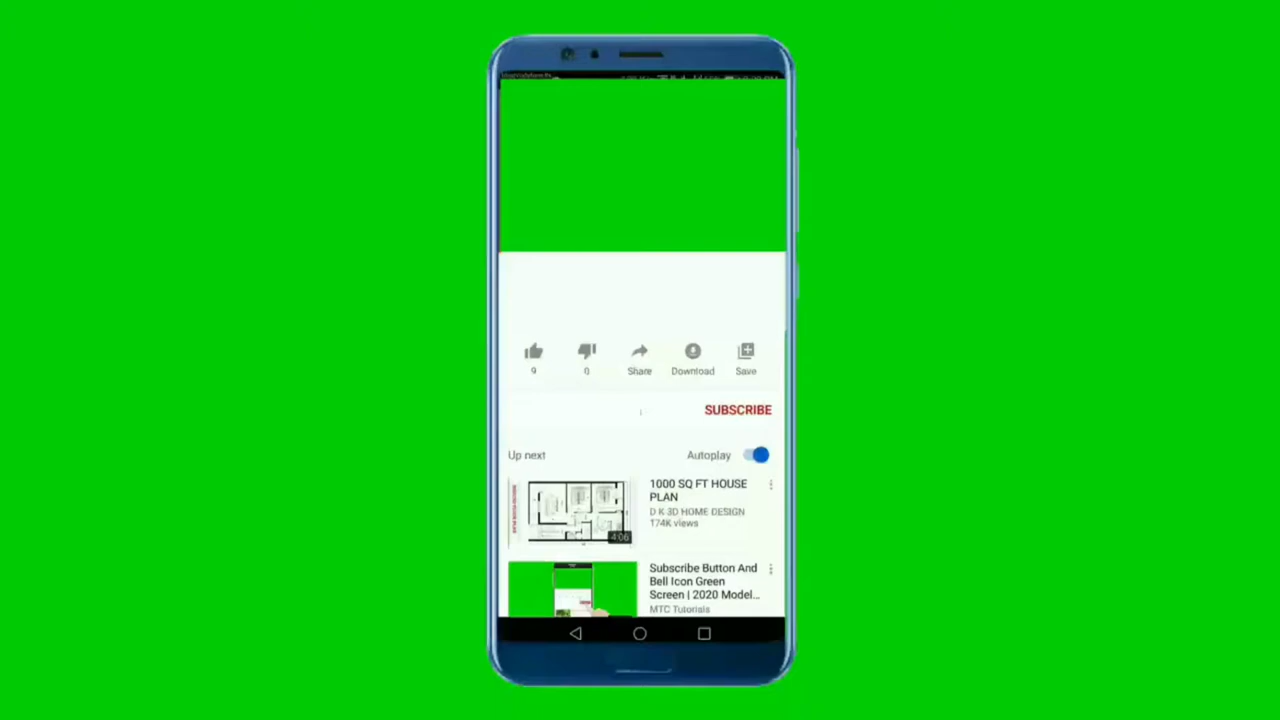 9
0
Share
Download
Save
SUBSCRIBE
Up next
Autoplay
1000 SQ FT HOUSE
PLAN
D K 3D HOME DESIGN
174K views
4:06
Subscribe Button And
Bell Icon Green
Screen | 2020 Model...
MTC Tutorials